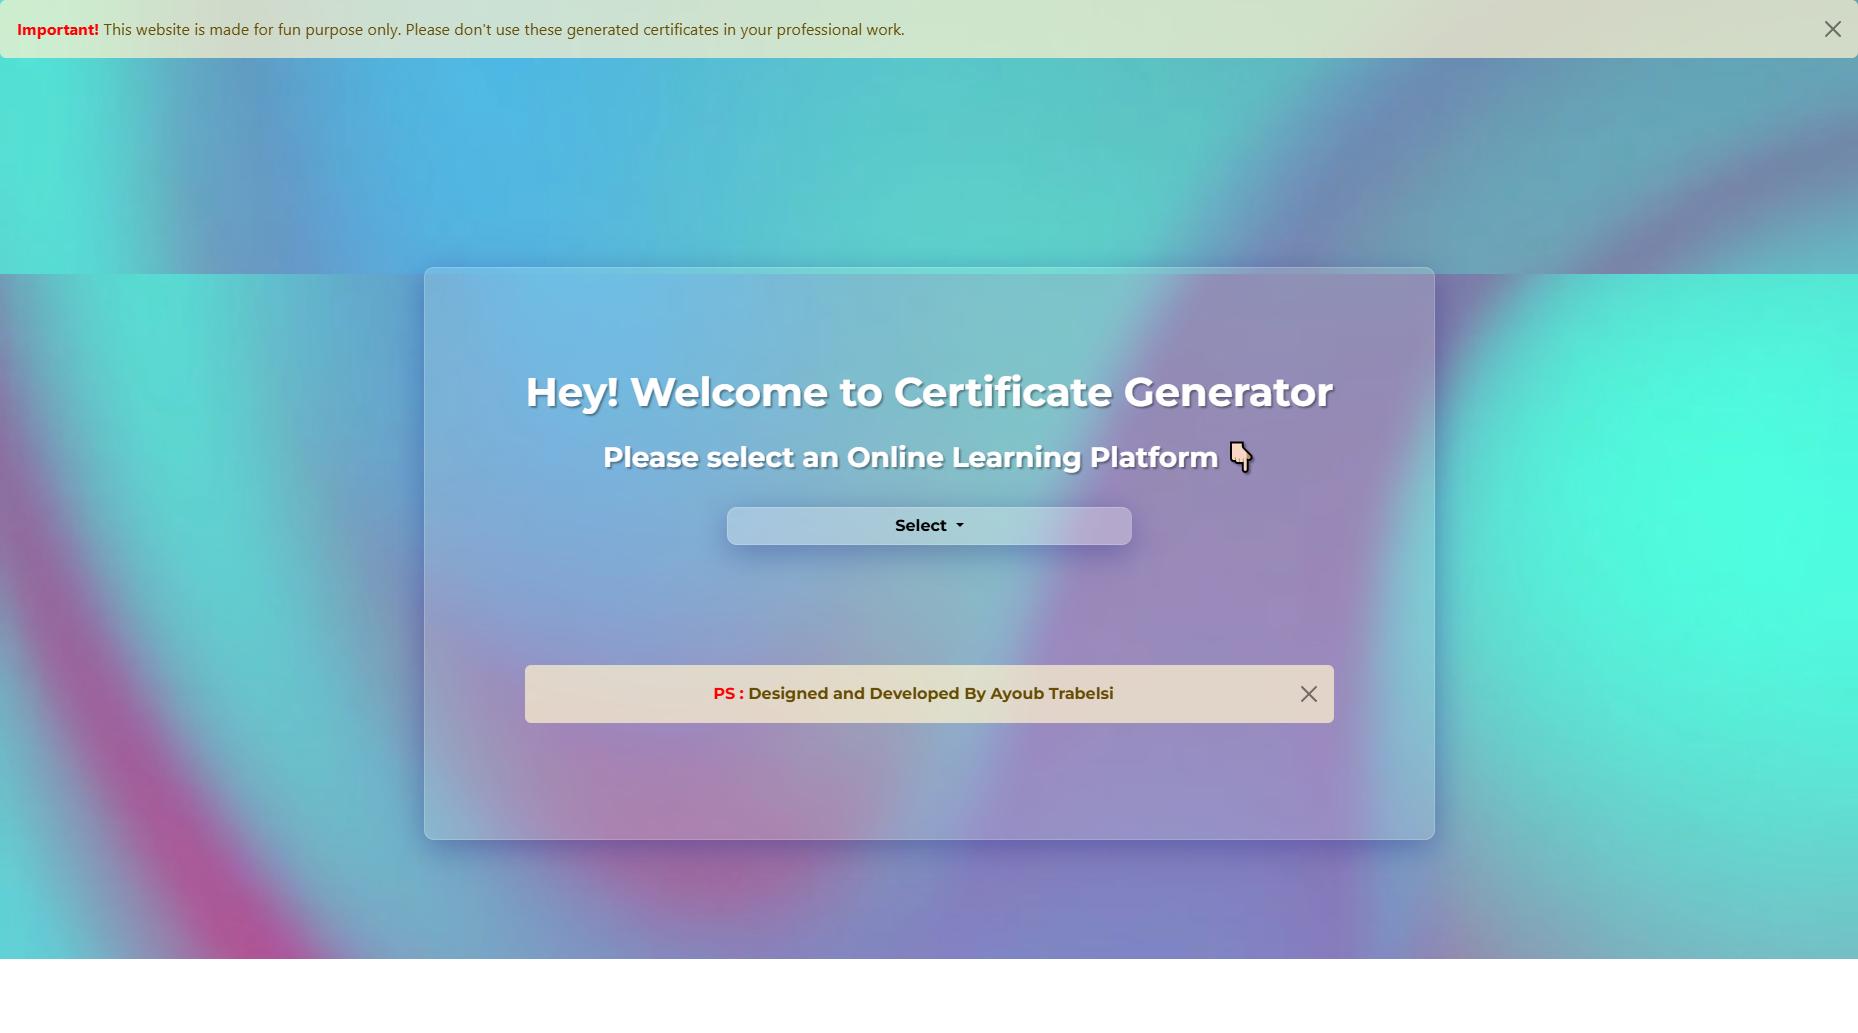 Important! This website is made for fun purpose only. Please don't use these generated certificates in your professional work.
Hey! Welcome to Certificate Generator
Please select an Online Learning Platform
Select
PS : Designed and Developed By Ayoub Trabelsi